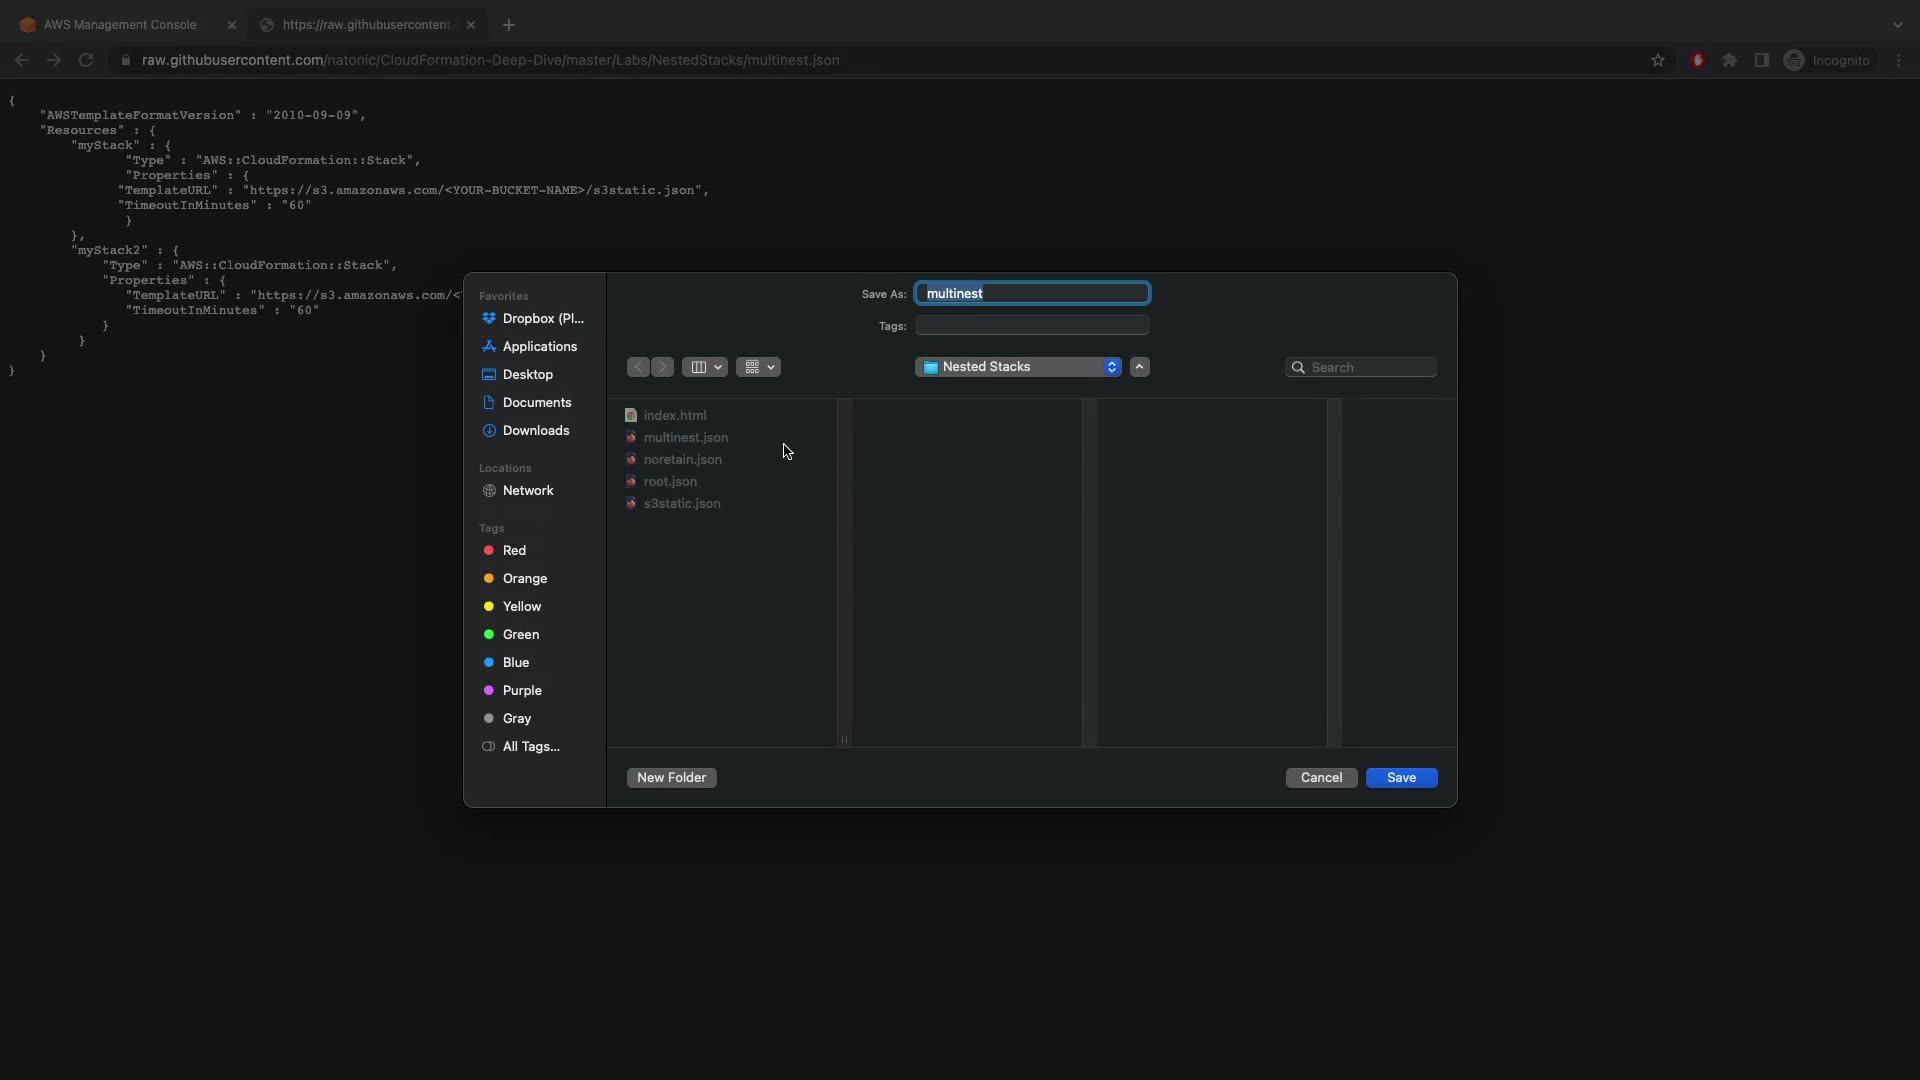 AWS Management Console
https://raw.githubusercontent.
raw.githubusercontent.com/natonic/CloudFormation-Deep-Dive/master/Labs/NestedStacks/multinest.json
Incognito
{
"AWSTemplateFormatVersion" : "2010-09-09",
"Resources" : {
"myStack" : {
"Type" : "AWS::CloudFormation::Stack",
"Properties" : {
"TemplateURL" : "https://s3.amazonaws.com/<YOUR-BUCKET-NAME>/s3static.json",
"TimeoutInMinutes" : "60"
}
},
"myStack2" : {
"Type" : "AWS::CloudFormation::Stack",
"Properties" : {
"TemplateURL" : "https://s3.amazonaws.com/<
"TimeoutInMinutes" : "60"
}
}
}
}
Favorites
Dropbox (Pl...
Applications
Desktop
Documents
Downloads
Locations
Network
Tags
Red
Orange
Yellow
Green
Blue
Purple
Gray
All Tags...
Save As: multinest
Tags:
Nested Stacks
Search
index.html
multinest.json
noretain.json
root.json
s3static.json
New Folder
Cancel
Save